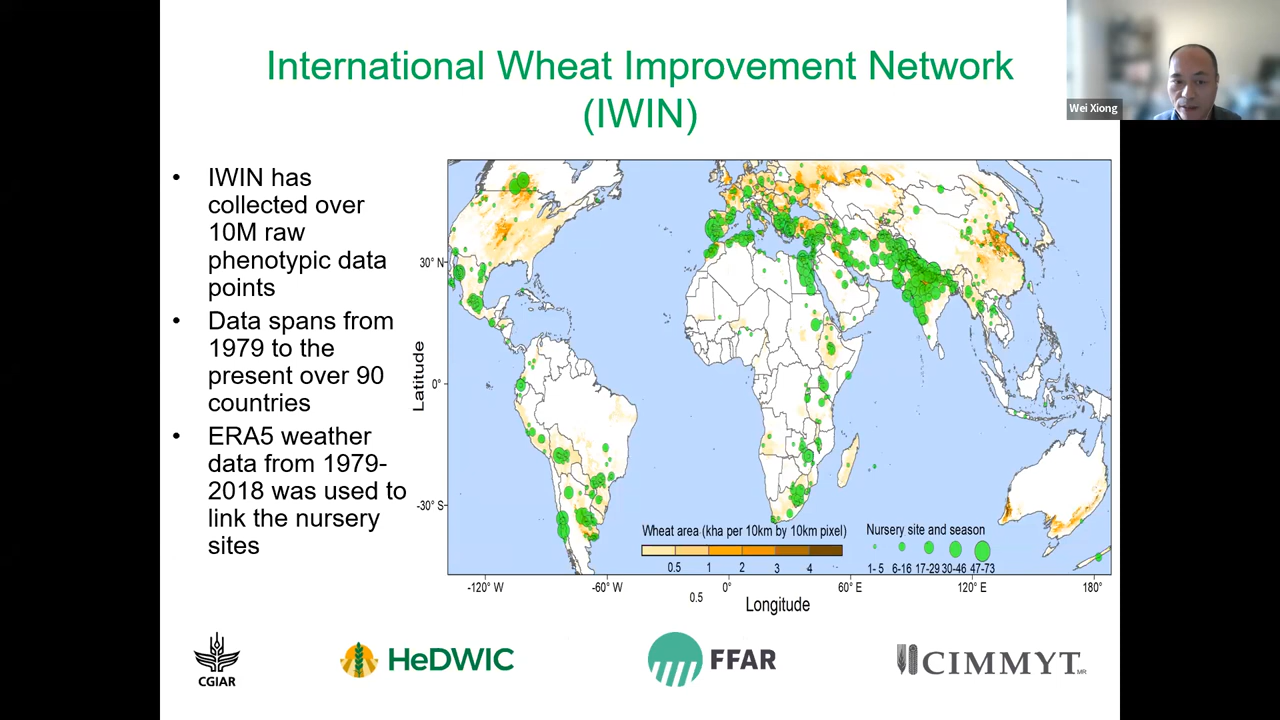 International Wheat Improvement Network
(IWIN)
Wei Xiong
• IWIN has
collected over
10M raw
phenotypic data
points
• Data spans from
1979 to the
present over 90
countries
• ERA5 weather
data from 1979-
2018 was used to
link the nursery
sites
Latitude
30° N
0°
-30° S
Wheat area (kha per 10km by 10km pixel)
0.5 1 2 3 4
Nursery site and season
1- 5 6-16 17-29 30-46 47-73
-120° W -60° W 0° 60° E 120° E 180°
0.5
Longitude
CGIAR
HeDWIC
FFAR
CIMMYT
MR